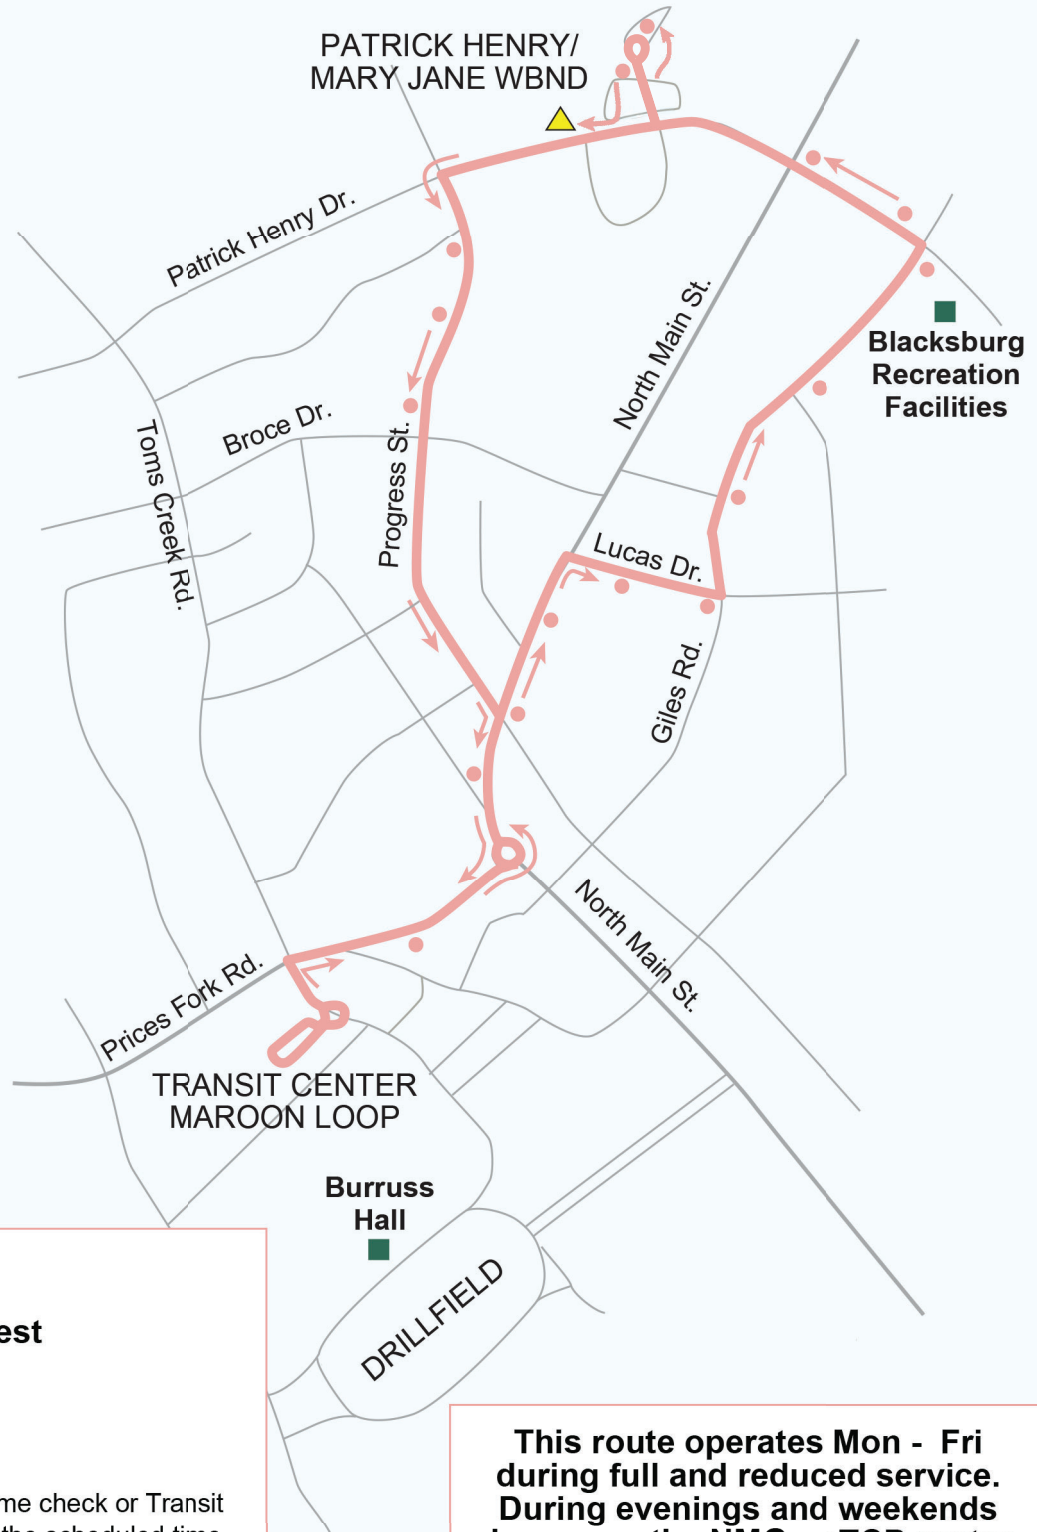 PATRICK HENRY/
MARY JANE WBND
Patrick Henry Dr.
North Main St.
Blacksburg
Recreation
Facilities
Broce Dr.
Toms Creek Rd.
Progress St.
Lucas Dr.
Giles Rd.
North Main St.
Prices Fork Rd.
TRANSIT CENTER
MAROON LOOP
Burruss
Hall
DRILLFIELD
est
me check or Transit
the scheduled time
This route operates Mon - Fri
during full and reduced service.
During evenings and weekends